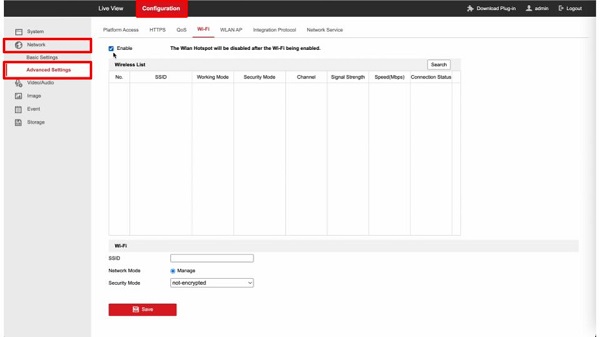 Live View Configuration Download Plug-in admin Logout
System
Network
Basic Settings
Advanced Settings
Video/Audio
Image
Event
Storage
Platform Access HTTPS QoS Wi-Fi WLAN AP Integration Protocol Network Service
Enable The Wlan Hotspot will be disabled after the Wi-Fi being enabled.
Wireless List Search
No. SSID Working Mode Security Mode Channel Signal Strength Speed(Mbps) Connection Status
Wi-Fi
SSID
Network Mode Manage
Security Mode not-encrypted
Save